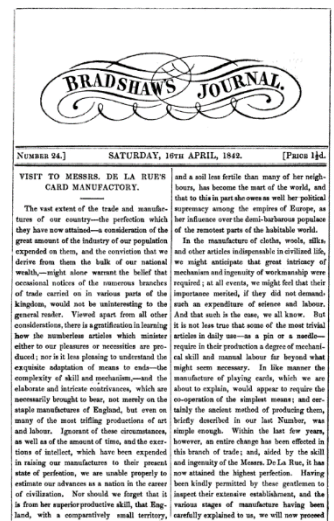 BRADSHAW'S JOURNAL.
NUMBER 24.] SATURDAY, 16TH APRIL, 1842. [PRICE 1½d.
VISIT TO MESSRS. DE LA RUE'S
CARD MANUFACTORY.
The vast extent of the trade and manufac-
tures of our country—the perfection which
they have now attained—a consideration of the
great amount of the industry of our population
expended on them, and the conviction that we
derive from them the bulk of our national
wealth,—might alone warrant the belief that
occasional notices of the numerous branches
of trade carried on in various parts of the
kingdom, would not be uninteresting to the
general reader. Viewed apart from all other
considerations, there is a gratification in learning
how the numberless articles which minister
either to our pleasures or necessities are pro-
duced; nor is it less pleasing to understand the
exquisite adaptation of means to ends—the
complexity of skill and mechanism,—and the
elaborate and intricate contrivances, which are
necessarily brought to bear, not merely on the
staple manufactures of England, but even on
many of the most trifling productions of art
and labour. Ignorant of these circumstances,
as well as of the amount of time, and the exer-
tions of intellect, which have been expended
in raising our manufactures to their present
state of perfection, we are unable properly to
estimate our advances as a nation in the career
of civilization. Nor should we forget that it
is from her superior productive skill, that Eng-
land, with a comparatively small territory,
and a soil less fertile than many of her neigh-
bours, has become the mart of the world, and
that to this in part she owes as well her political
supremacy among the empires of Europe, as
her influence over the demi-barbarous populace
of the remotest parts of the habitable world.
In the manufacture of cloths, wools, silks,
and other articles indispensable in civilized life,
we might anticipate that great intricacy of
mechanism and ingenuity of workmanship were
required; at all events, we might feel that their
importance merited, if they did not demand,
such an expenditure of science and labour.
And that such is the case, we all know. But
it is not less true that some of the most trivial
articles in daily use—as a pin or a needle—
require in their production a degree of mechani-
cal skill and manual labour far beyond what
might seem necessary. In like manner the
manufacture of playing cards, which we are
about to explain, would appear to require the
co-operation of the simplest means; and cer-
tainly the ancient method of producing them,
briefly described in our last Number, was
simple enough. Within the last few years,
however, an entire change has been effected in
this branch of trade; and, aided by the skill
and ingenuity of the Messrs. De La Rue, it has
now attained the highest perfection. Having
been kindly permitted by these gentlemen to
inspect their extensive establishment, and the
various stages of manufacture having been
carefully explained to us, we will now proceed